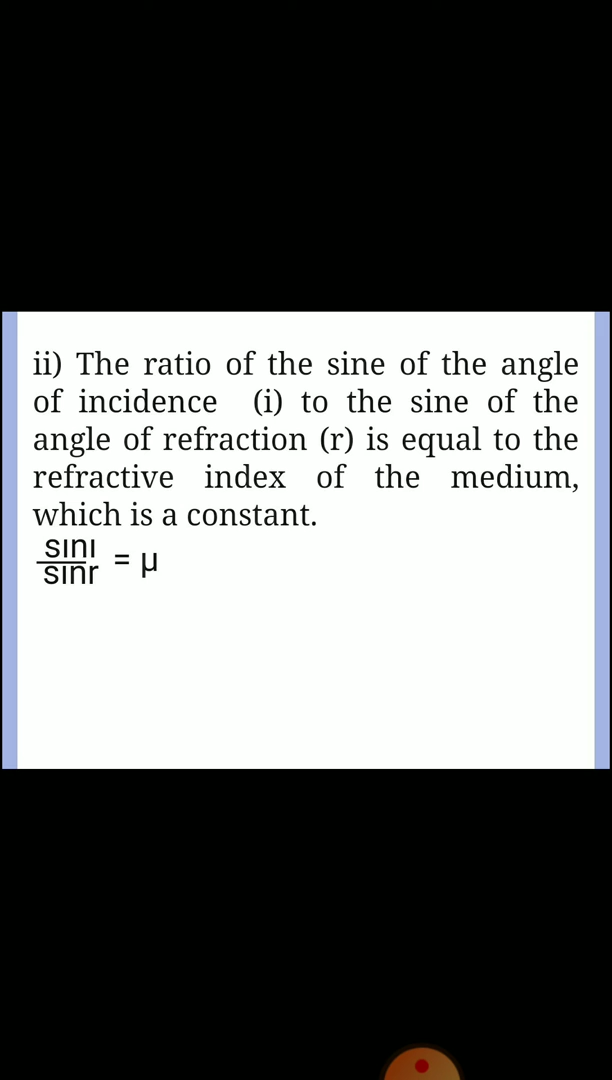 ii) The ratio of the sine of the angle
of incidence (i) to the sine of the
angle of refraction (r) is equal to the
refractive index of the medium,
which is a constant.
sini
sinr = μ